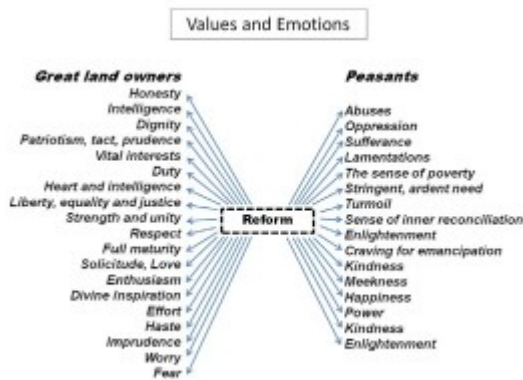 Values and Emotions
Great land owners
Honesty
Intelligence
Dignity
Patriotism, tact, prudence
Vital interests
Duty
Heart and intelligence
Liberty, equality and justice
Strength and unity
Respect
Full maturity
Solicitude, Love
Enthusiasm
Divine Inspiration
Effort
Haste
Imprudence
Worry
Fear
Reform
Peasants
Abuses
Oppression
Sufferance
Lamentations
The sense of poverty
Stringent, ardent need
Turmoil
Sense of inner reconciliation
Enlightenment
Craving for emancipation
Kindness
Meekness
Happiness
Power
Kindness
Enlightenment